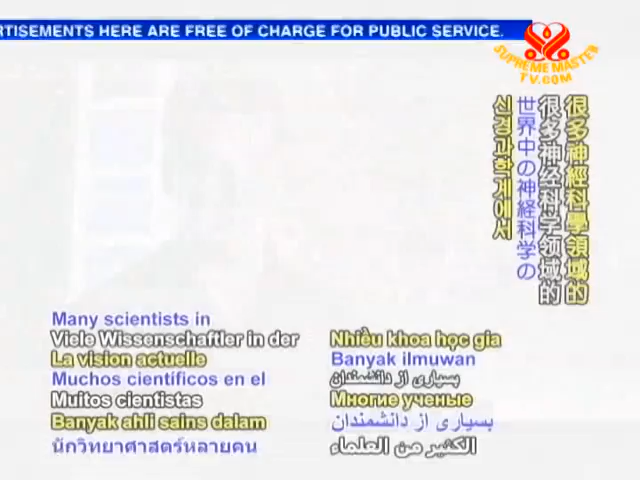 RTISEMENTS HERE ARE FREE OF CHARGE FOR PUBLIC SERVICE.
SUPREME MASTER
TV.COM
很多神經科學領域的
很多神经科学领域的
世界中の神経科学の
신경과학계에서
Many scientists in
Viele Wissenschaftler in der
La vision actuelle
Muchos científicos en el
Muitos cientistas
Banyak ahli sains dalam
นักวิทยาศาสตร์หลายคน
Nhiều khoa học gia
Banyak ilmuwan
بسیاری از دانشمندان
Многие ученые
بسیاری از دانشمندان
الكثير من العلماء